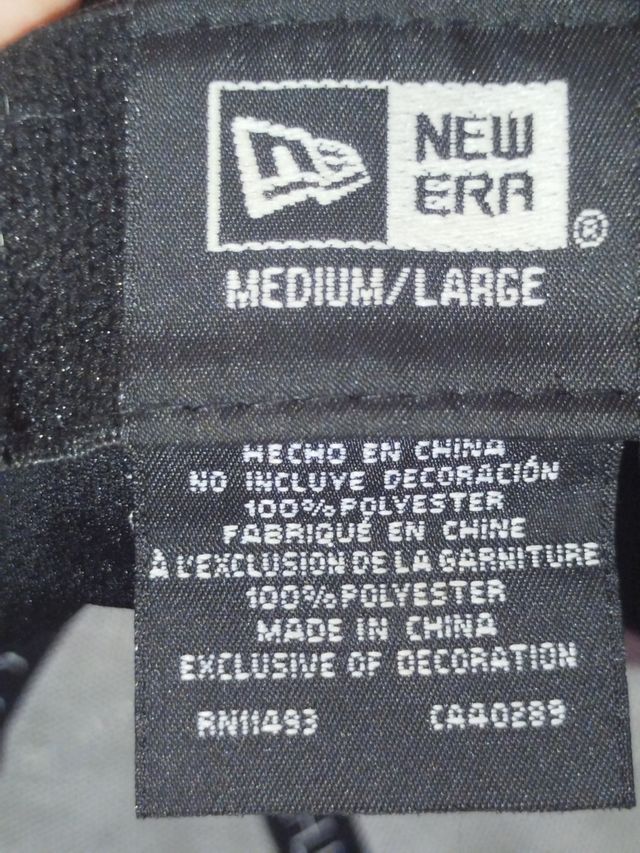 NEW
ERA
®
MEDIUM/LARGE
HECHO EN CHINA
NO INCLUYE DECORACIÓN
100% POLYESTER
FABRIQUÉ EN CHINE
À L'EXCLUSION DE LA GARNITURE
100% POLYESTER
MADE IN CHINA
EXCLUSIVE OF DECORATION
RN11493 CA40289